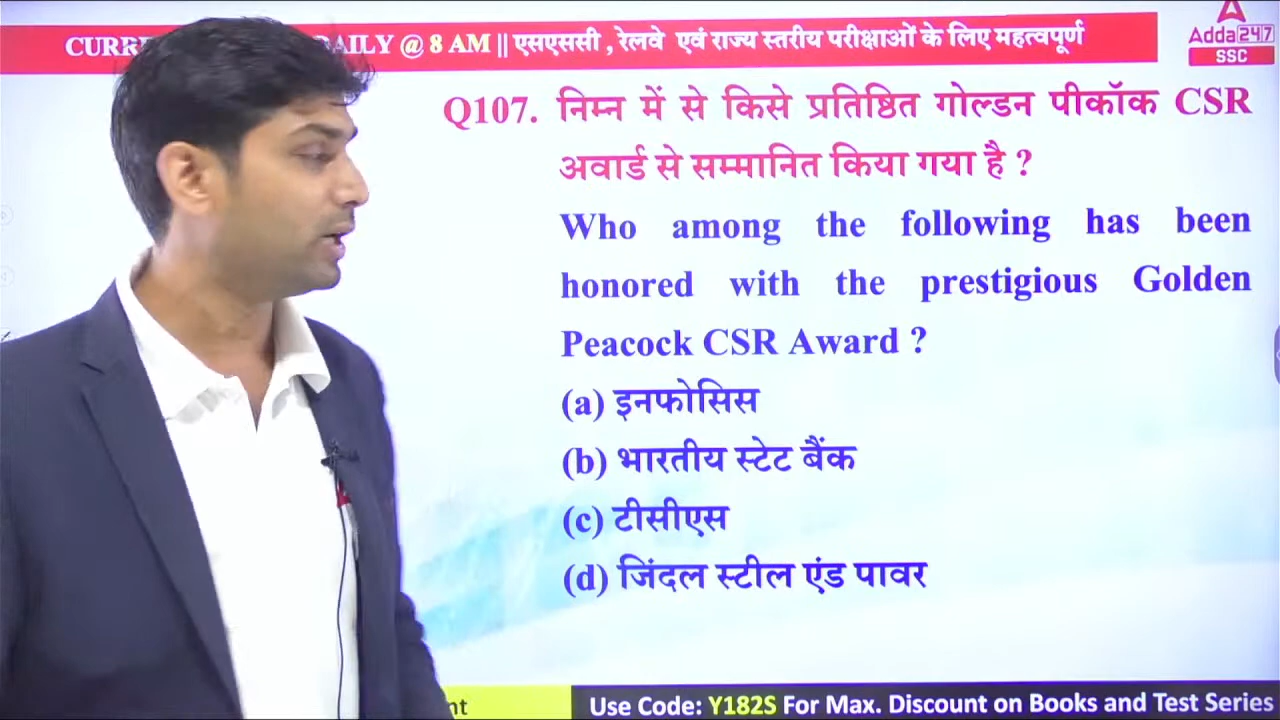 DAILY @ 8 AM || एसएससी , रेलवे एवं राज्य स्तरीय परीक्षाओं के लिए महत्वपूर्ण
Adda247
SSC
Q107. निम्न में से किसे प्रतिष्ठित गोल्डन पीकॉक CSR
अवार्ड से सम्मानित किया गया है ?
Who among the following has been
honored with the prestigious Golden
Peacock CSR Award ?
(a) इनफोसिस
(b) भारतीय स्टेट बैंक
(c) टीसीएस
(d) जिंदल स्टील एंड पावर
Use Code: Y182S For Max. Discount on Books and Test Series